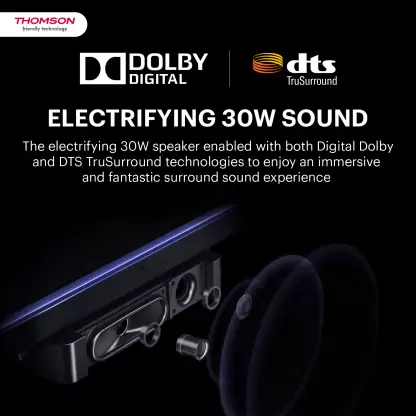 THOMSON
friendly technology
DOLBY
DIGITAL
dts
TruSurround
ELECTRIFYING 30W SOUND
The electrifying 30W speaker enabled with both Digital Dolby
and DTS TruSurround technologies to enjoy an immersive
and fantastic surround sound experience